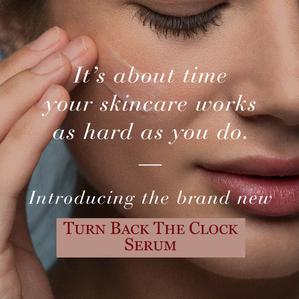 It's about time
your skincare works
as hard as you do.
—
Introducing the brand new
Turn Back The Clock
Serum